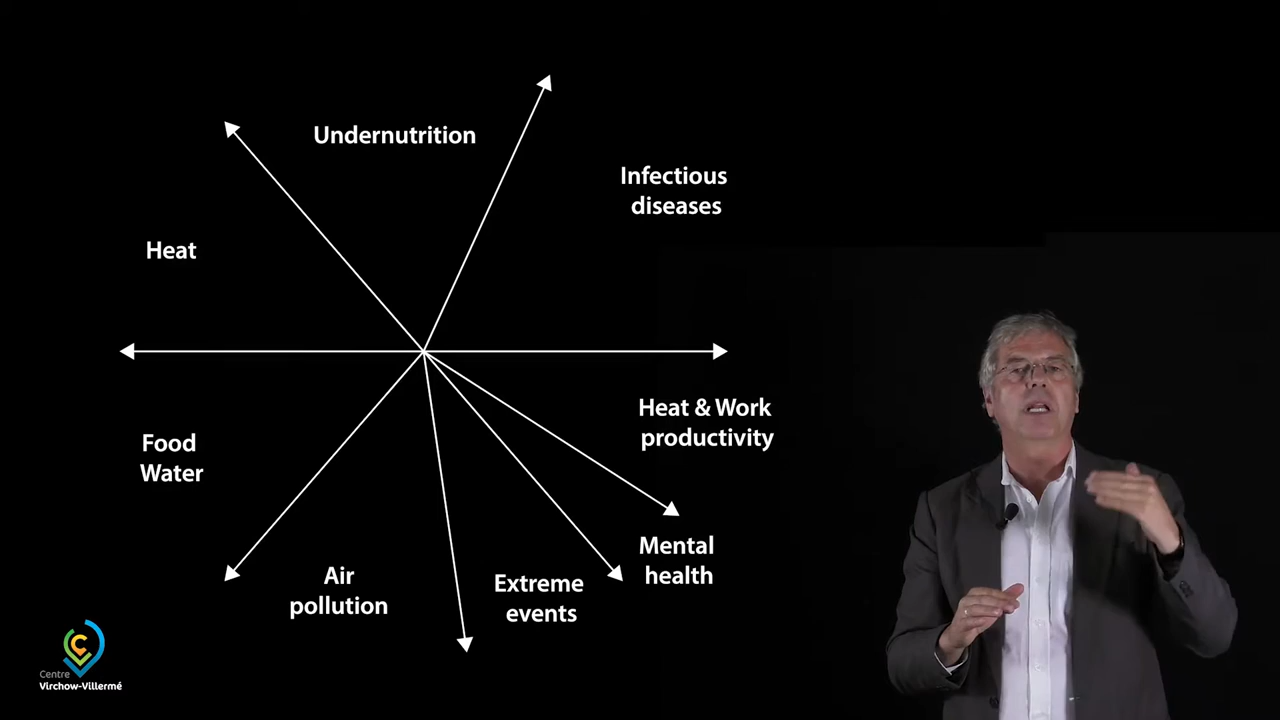 Undernutrition
Infectious
diseases
Heat
Heat & Work
productivity
Food
Water
Mental
health
Air
pollution
Extreme
events
Centre
Virchow-Villermé